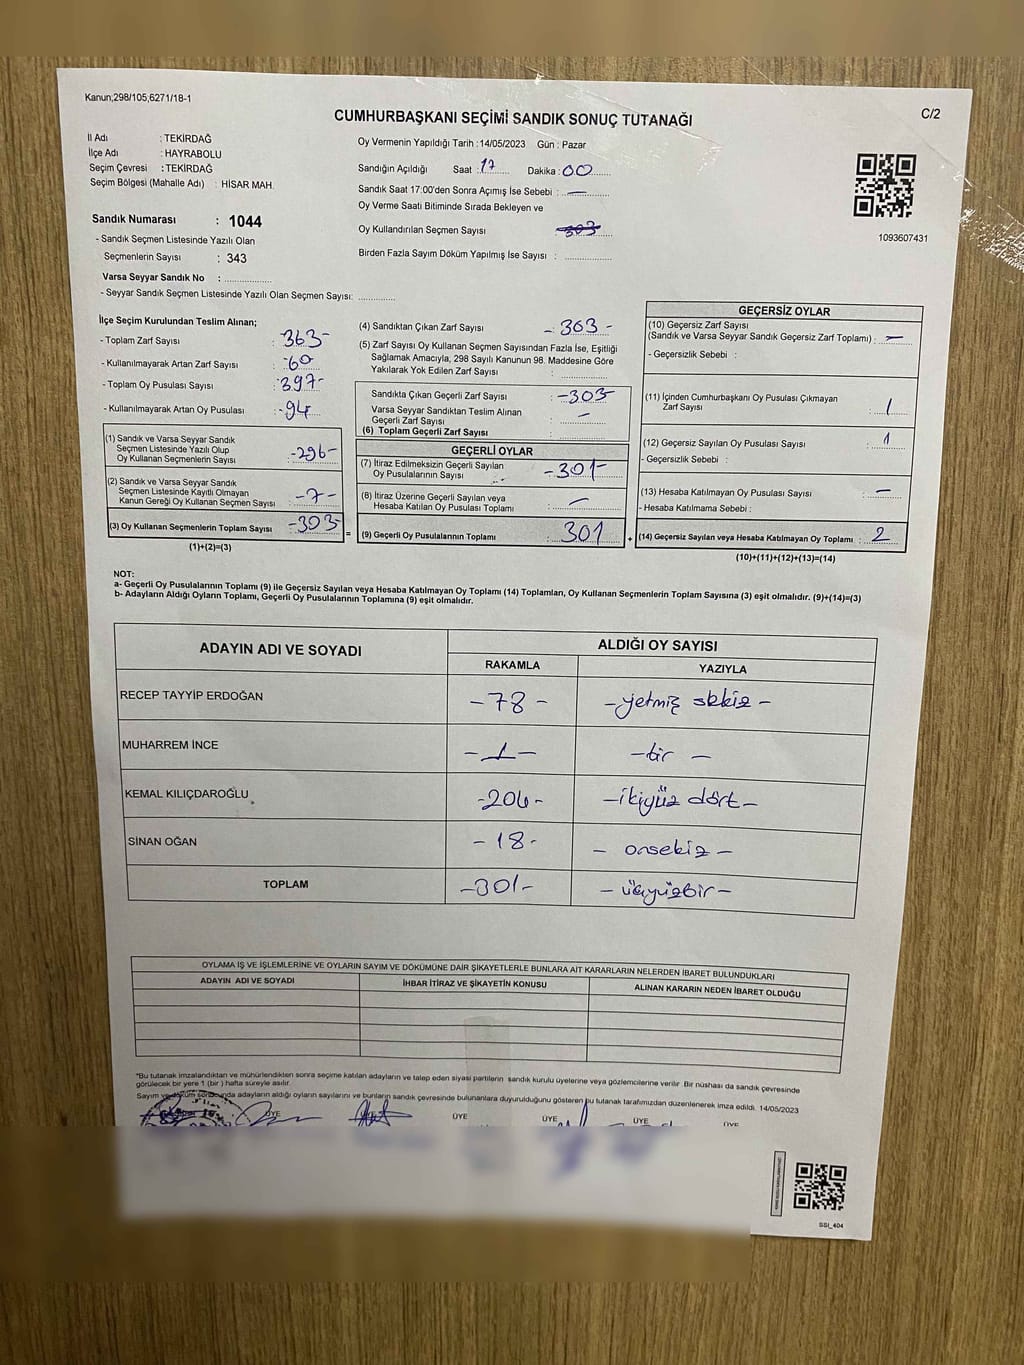 Kanun;298/105,6271/18-1
C/2
CUMHURBAŞKANI SEÇİMİ SANDIK SONUÇ TUTANAĞI
İl Adı : TEKİRDAĞ
İlçe Adı : HAYRABOLU
Seçim Çevresi : TEKİRDAĞ
Seçim Bölgesi (Mahalle Adı) : HİSAR MAH.
Sandık Numarası : 1044
- Sandık Seçmen Listesinde Yazılı Olan
Seçmenlerin Sayısı : 343
Varsa Seyyar Sandık No : ................
- Seyyar Sandık Seçmen Listesinde Yazılı Olan Seçmen Sayısı: ............
Oy Vermenin Yapıldığı Tarih : 14/05/2023 Gün : Pazar
Sandığın Açıldığı Saat : 17 Dakika : 00
Sandık Saat 17:00'den Sonra Açımış İse Sebebi : —
Oy Verme Saati Bitiminde Sırada Bekleyen ve
Oy Kullandırılan Seçmen Sayısı 303
Birden Fazla Sayım Döküm Yapılmış İse Sayısı : ................
1093607431
İlçe Seçim Kurulundan Teslim Alınan;
- Toplam Zarf Sayısı : 363-
- Kullanılmayarak Artan Zarf Sayısı : -60
- Toplam Oy Pusulası Sayısı : 397-
- Kullanılmayarak Artan Oy Pusulası : -94
(1) Sandık ve Varsa Seyyar Sandık
Seçmen Listesinde Yazılı Olup
Oy Kullanan Seçmenlerin Sayısı -296-
(2) Sandık ve Varsa Seyyar Sandık
Seçmen Listesinde Kayıtlı Olmayan
Kanun Gereği Oy Kullanan Seçmen Sayısı -7-
(3) Oy Kullanan Seçmenlerin Toplam Sayısı -303-
(1)+(2)=(3)
(4) Sandıktan Çıkan Zarf Sayısı - 303 -
(5) Zarf Sayısı Oy Kullanan Seçmen Sayısından Fazla İse, Eşitliği
Sağlamak Amacıyla, 298 Sayılı Kanunun 98. Maddesine Göre
Yakılarak Yok Edilen Zarf Sayısı : ................
Sandıkta Çıkan Geçerli Zarf Sayısı : -303-
Varsa Seyyar Sandıktan Teslim Alınan
Geçerli Zarf Sayısı : —
(6) Toplam Geçerli Zarf Sayısı : ................
=
GEÇERLİ OYLAR
(7) İtiraz Edilmeksizin Geçerli Sayılan
Oy Pusulalarının Sayısı -301-
(8) İtiraz Üzerine Geçerli Sayılan veya
Hesaba Katılan Oy Pusulası Toplamı : —
(9) Geçerli Oy Pusulalarının Toplamı : 301
+
GEÇERSİZ OYLAR
(10) Geçersiz Zarf Sayısı
(Sandık ve Varsa Seyyar Sandık Geçersiz Zarf Toplamı) : —
- Geçersizlik Sebebi :
(11) İçinden Cumhurbaşkanı Oy Pusulası Çıkmayan
Zarf Sayısı : 1
(12) Geçersiz Sayılan Oy Pusulası Sayısı : 1
- Geçersizlik Sebebi :
(13) Hesaba Katılmayan Oy Pusulası Sayısı : —
- Hesaba Katılmama Sebebi :
(14) Geçersiz Sayılan veya Hesaba Katılmayan Oy Toplamı : 2
(10)+(11)+(12)+(13)=(14)
NOT:
a- Geçerli Oy Pusulalarının Toplamı (9) ile Geçersiz Sayılan veya Hesaba Katılmayan Oy Toplamı (14) Toplamları, Oy Kullanan Seçmenlerin Toplam Sayısına (3) eşit olmalıdır. (9)+(14)=(3)
b- Adayların Aldığı Oyların Toplamı, Geçerli Oy Pusulalarının Toplamına (9) eşit olmalıdır.
ADAYIN ADI VE SOYADI ALDIĞI OY SAYISI
RAKAMLA YAZIYLA
RECEP TAYYİP ERDOĞAN -78- -yetmiş sekiz-
MUHARREM İNCE -1- -bir-
KEMAL KILIÇDAROĞLU -204- -ikiyüz dört-
SİNAN OĞAN -18- -onsekiz-
TOPLAM -301- -üçyüzbir-
OYLAMA İŞ VE İŞLEMLERİNE VE OYLARIN SAYIM VE DÖKÜMÜNE DAİR ŞİKAYETLERLE BUNLARA AİT KARARLARIN NELERDEN İBARET BULUNDUKLARI
ADAYIN ADI VE SOYADI İHBAR İTİRAZ VE ŞİKAYETİN KONUSU ALINAN KARARIN NEDEN İBARET OLDUĞU
*Bu tutanak imzalandıktan ve mühürlendikten sonra seçime katılan adayların ve talep eden siyasi partilerin sandık kurulu üyelerine veya gözlemcilerine verilir. Bir nüshası da sandık çevresinde
görülecek bir yere 1 (bir) hafta süreyle asılır.
Sayım ve döküm sonucunda adayların aldığı oyların sayılarını ve bunların sandık çevresinde bulunanlara duyurulduğunu gösteren bu tutanak tarafımızdan düzenlenerek imza edildi. 14/05/2023
ÜYE ÜYE ÜYE ÜYE ÜYE
SSI_404